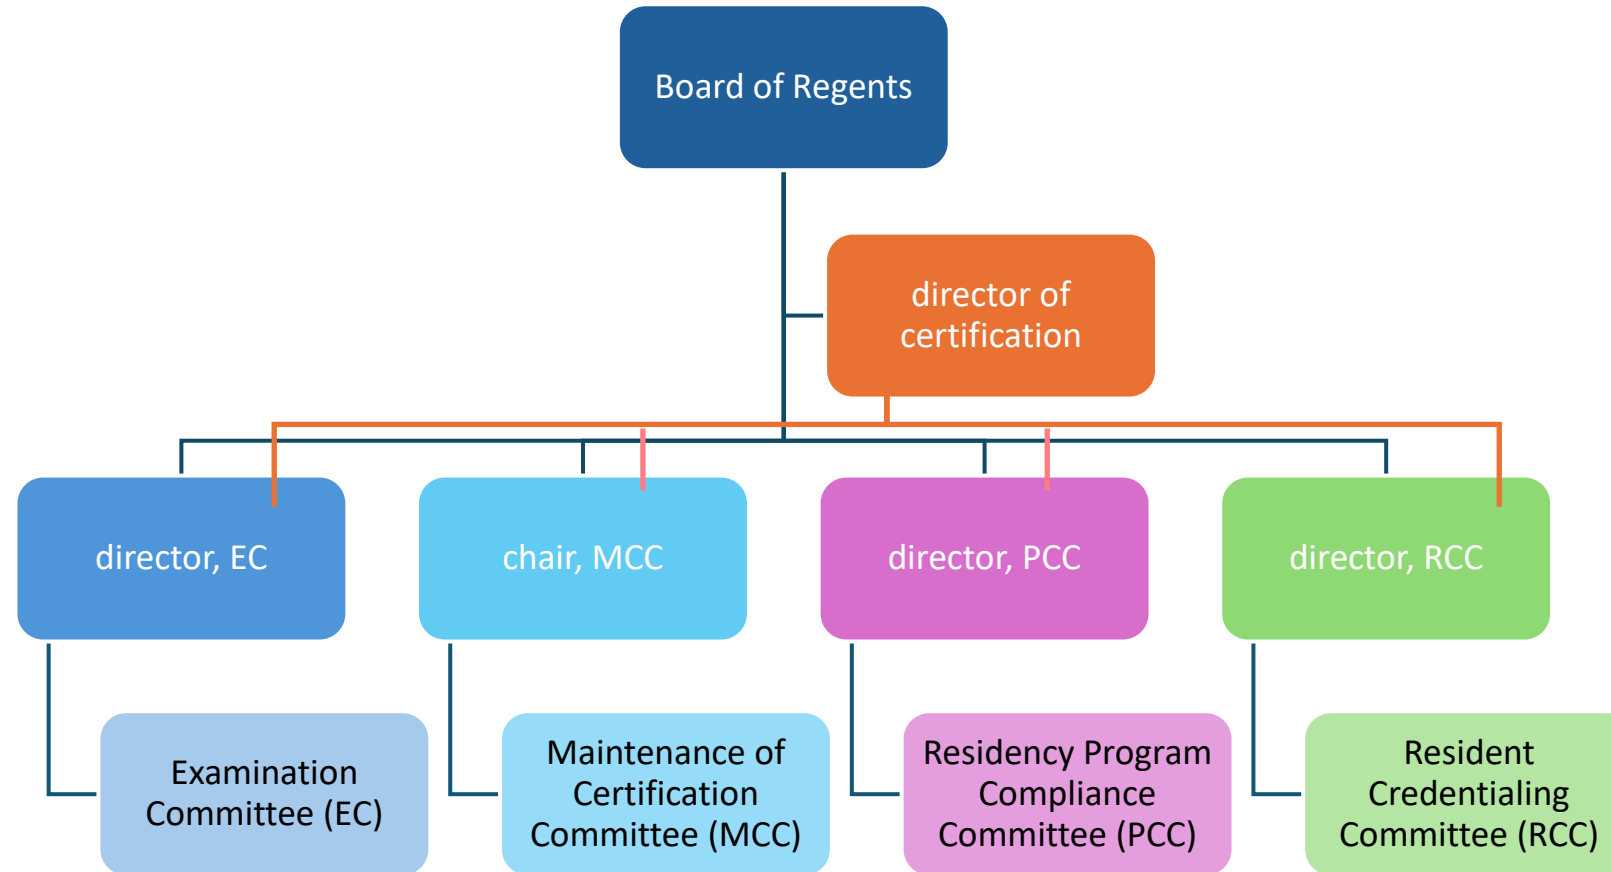 Board of Regents
director of
certification
director, EC
chair, MCC
director, PCC
director, RCC
Examination
Committee (EC)
Maintenance of
Certification
Committee (MCC)
Residency Program
Compliance
Committee (PCC)
Resident
Credentialing
Committee (RCC)